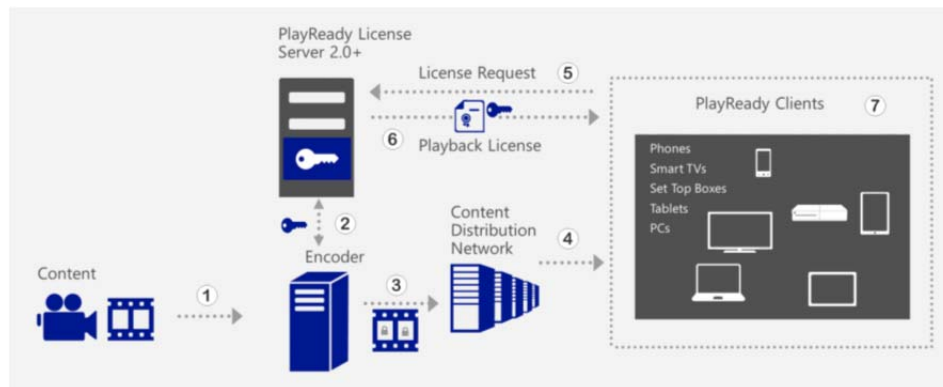 PlayReady License
Server 2.0+
License Request
5
6
Playback License
PlayReady Clients
7
Phones
Smart TVs
Set Top Boxes
Tablets
PCs
2
Encoder
Content
Distribution
Network
4
Content
1
3